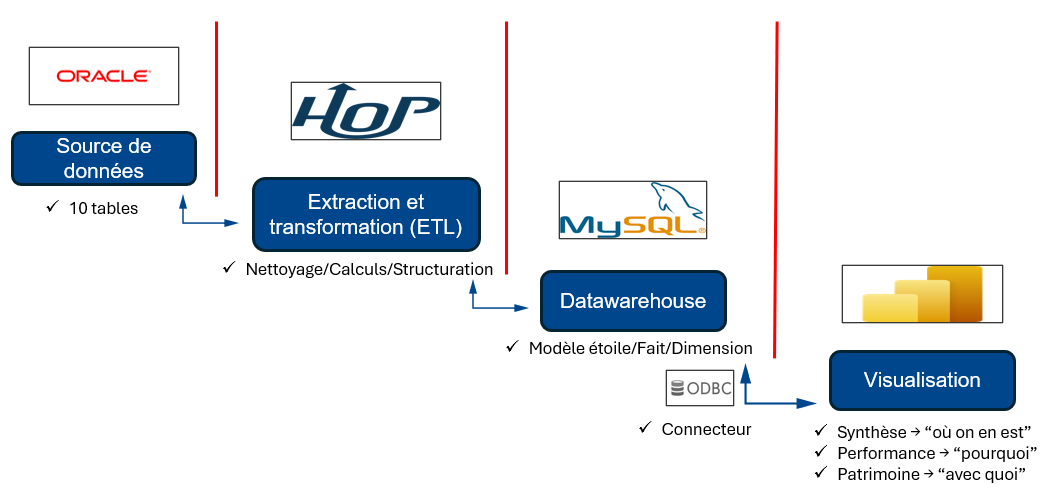 ORACLE
Source de
données
✓ 10 tables
HOP
Extraction et
transformation (ETL)
✓ Nettoyage/Calculs/Structuration
MySQL®
Datawarehouse
✓ Modèle étoile/Fait/Dimension
ODBC
✓ Connecteur
Visualisation
✓ Synthèse → “où on en est”
✓ Performance → “pourquoi”
✓ Patrimoine → “avec quoi”